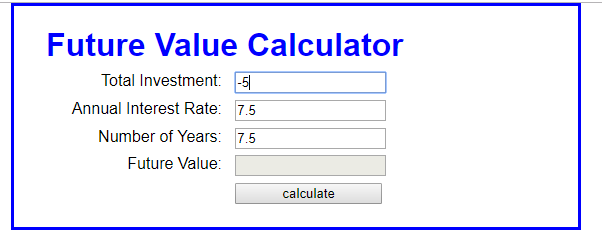 Future Value Calculator
Total Investment: -5
Annual Interest Rate: 7.5
Number of Years: 7.5
Future Value:
calculate